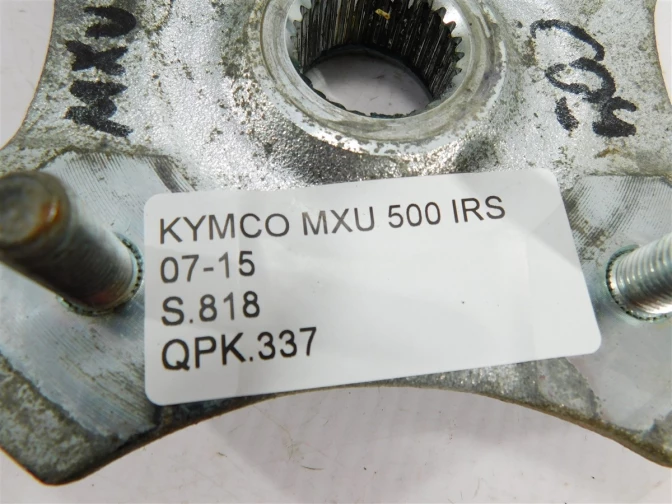 MXU
KYMCO MXU 500 IRS
07-15
S.818
QPK.337